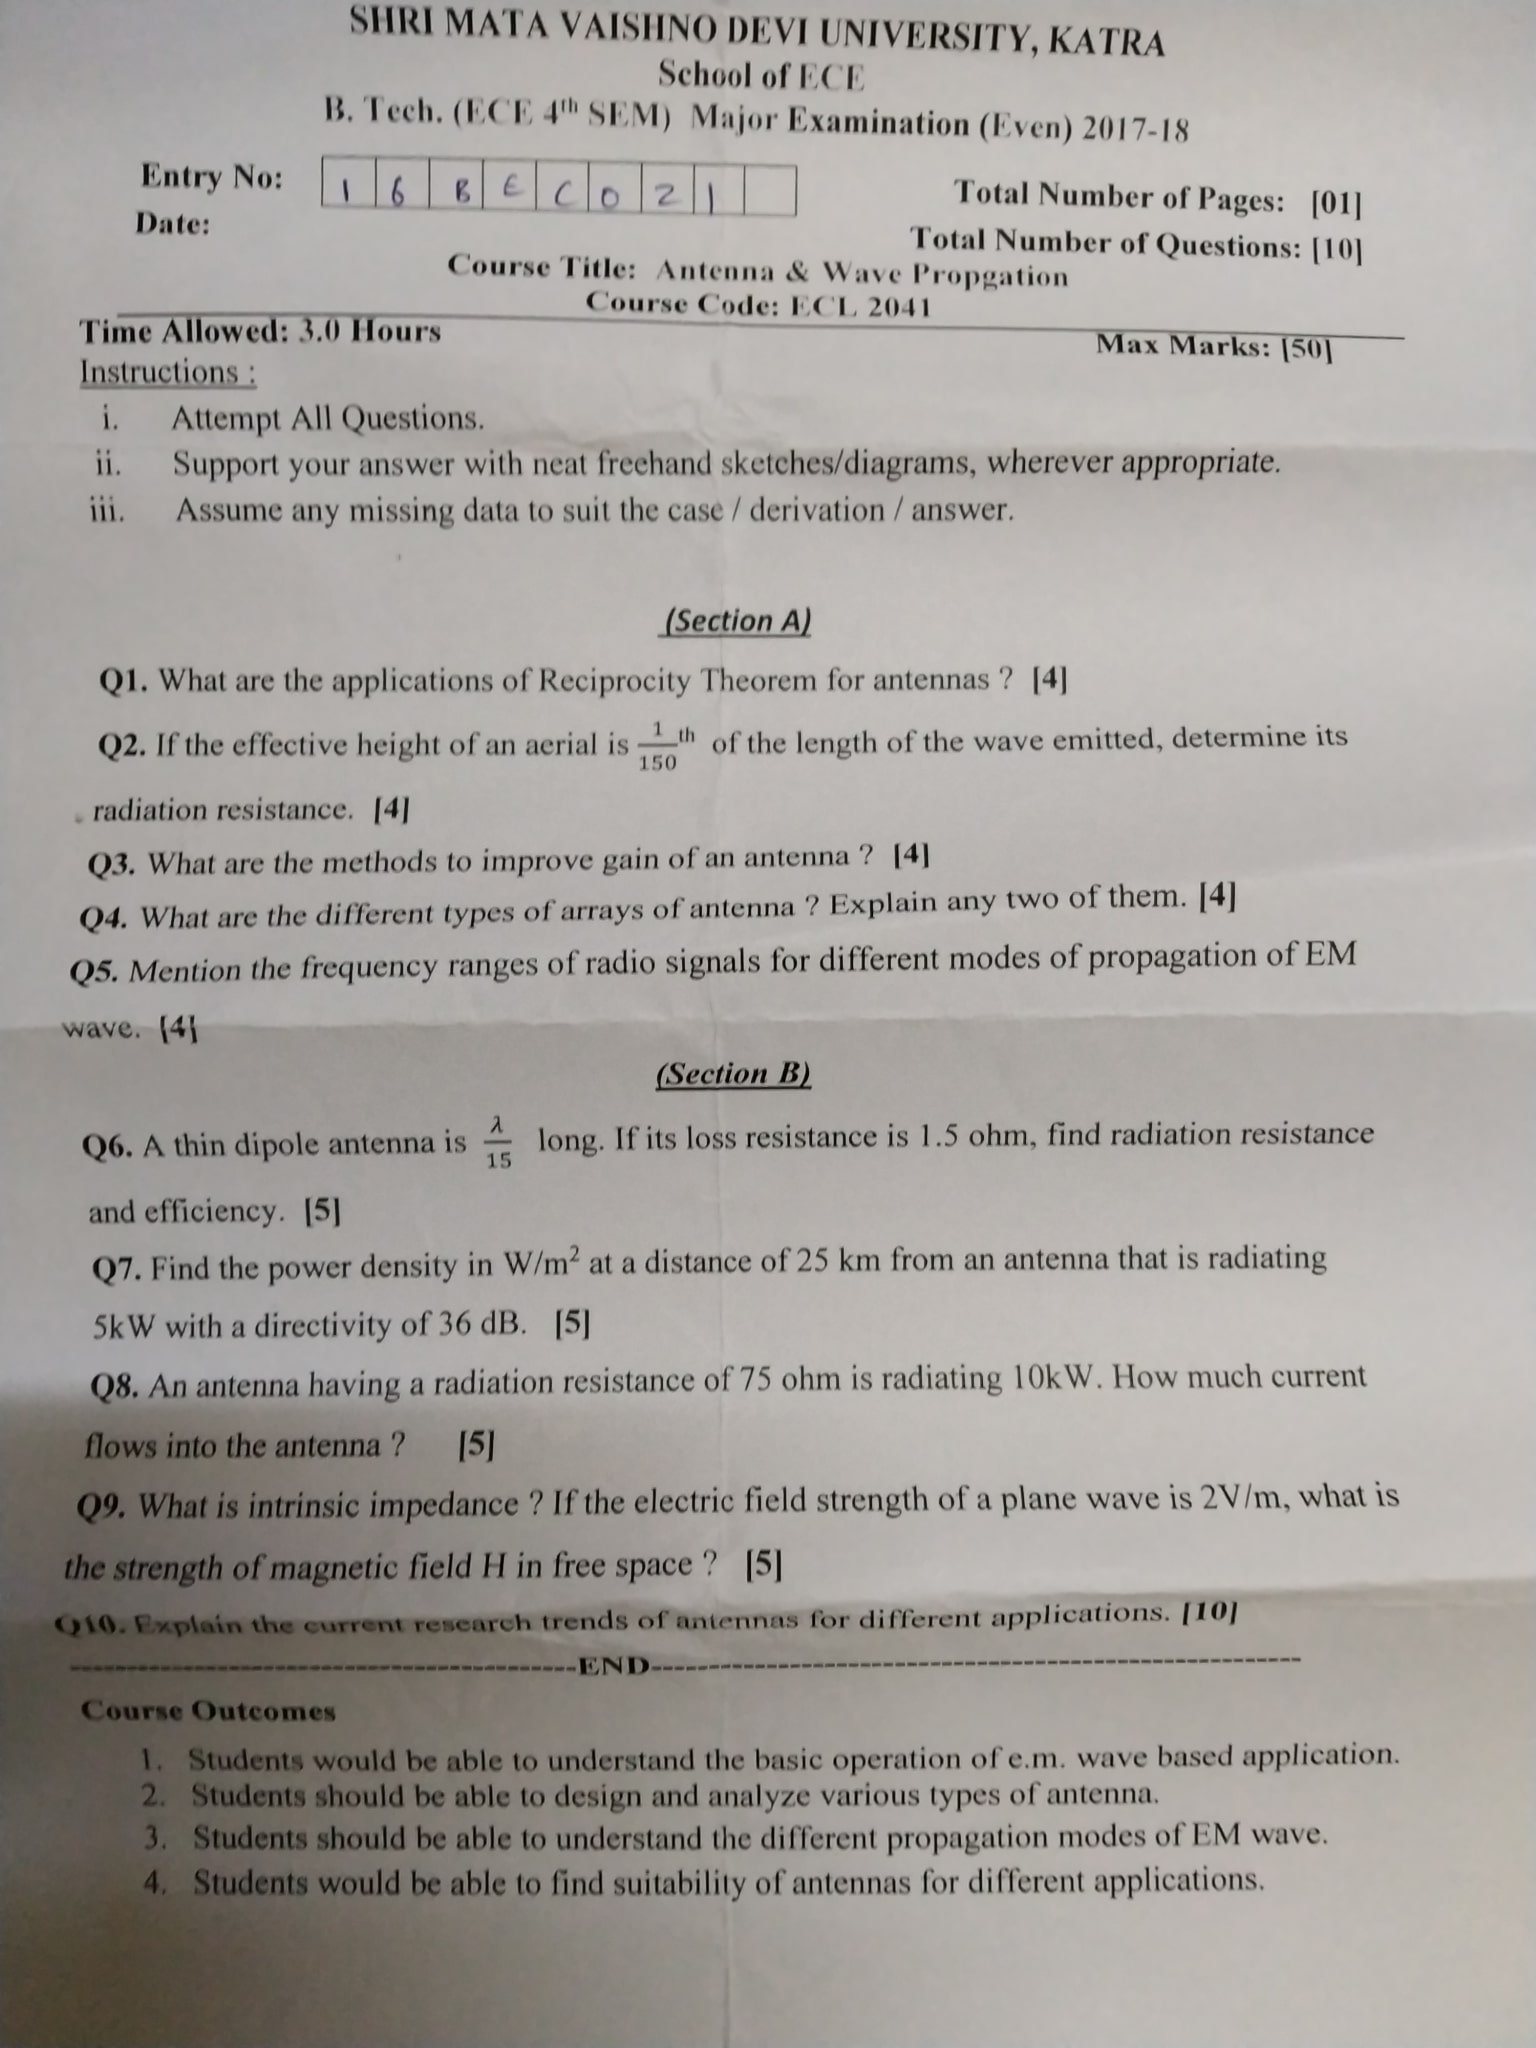 SHRI MATA VAISHNO DEVI UNIVERSITY, KATRA
School of ECE
B. Tech. (ECE 4th SEM) Major Examination (Even) 2017-18
Entry No: 1 6 B E C 0 2 1
Total Number of Pages: [01]
Date:
Total Number of Questions: [10]
Course Title: Antenna & Wave Propgation
Course Code: ECL 2041
Time Allowed: 3.0 Hours
Max Marks: [50]
Instructions :
i. Attempt All Questions.
ii. Support your answer with neat freehand sketches/diagrams, wherever appropriate.
iii. Assume any missing data to suit the case / derivation / answer.
(Section A)
Q1. What are the applications of Reciprocity Theorem for antennas ? [4]
Q2. If the effective height of an aerial is 1/150 th of the length of the wave emitted, determine its
radiation resistance. [4]
Q3. What are the methods to improve gain of an antenna ? [4]
Q4. What are the different types of arrays of antenna ? Explain any two of them. [4]
Q5. Mention the frequency ranges of radio signals for different modes of propagation of EM
wave. [4]
(Section B)
Q6. A thin dipole antenna is λ/15 long. If its loss resistance is 1.5 ohm, find radiation resistance
and efficiency. [5]
Q7. Find the power density in W/m² at a distance of 25 km from an antenna that is radiating
5kW with a directivity of 36 dB. [5]
Q8. An antenna having a radiation resistance of 75 ohm is radiating 10kW. How much current
flows into the antenna ? [5]
Q9. What is intrinsic impedance ? If the electric field strength of a plane wave is 2V/m, what is
the strength of magnetic field H in free space ? [5]
Q10. Explain the current research trends of antennas for different applications. [10]
----------------------------------------END----------------------------------------
Course Outcomes
1. Students would be able to understand the basic operation of e.m. wave based application.
2. Students should be able to design and analyze various types of antenna.
3. Students should be able to understand the different propagation modes of EM wave.
4. Students would be able to find suitability of antennas for different applications.